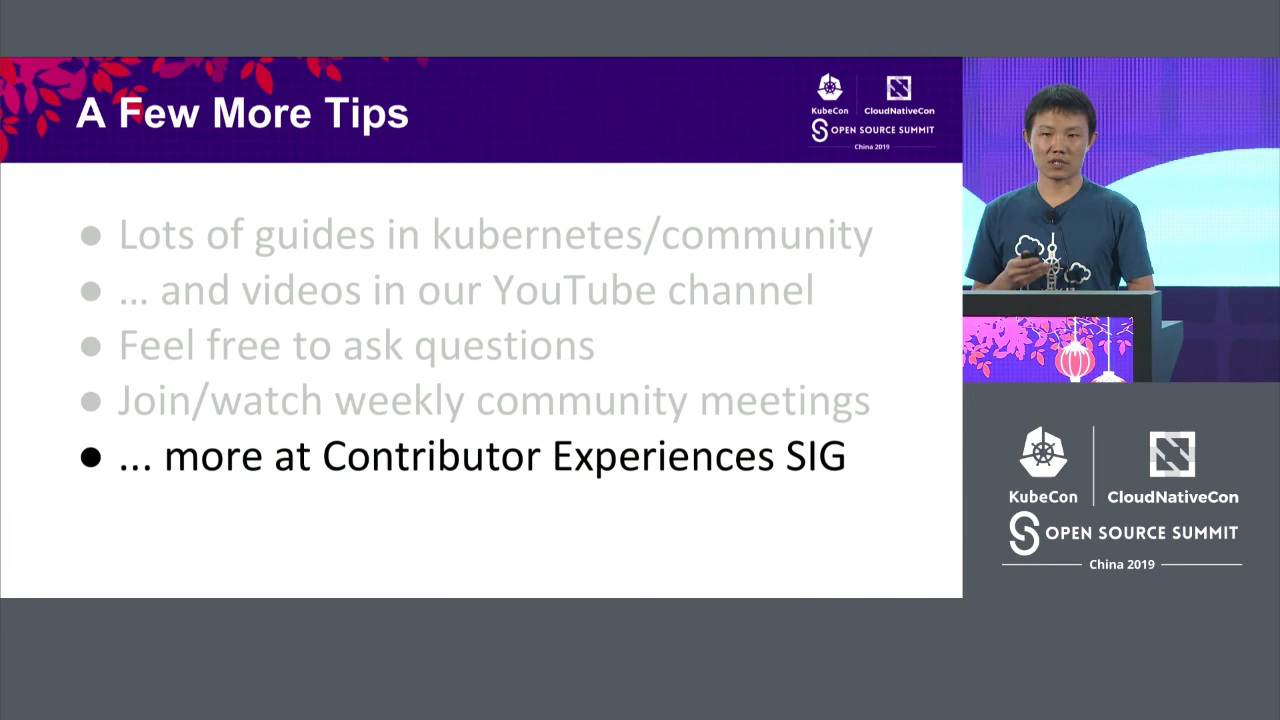 A Few More Tips
KubeCon
CloudNativeCon
OPEN SOURCE SUMMIT
China 2019
● Lots of guides in kubernetes/community
● ... and videos in our YouTube channel
● Feel free to ask questions
● Join/watch weekly community meetings
● ... more at Contributor Experiences SIG
KubeCon
CloudNativeCon
OPEN SOURCE SUMMIT
China 2019